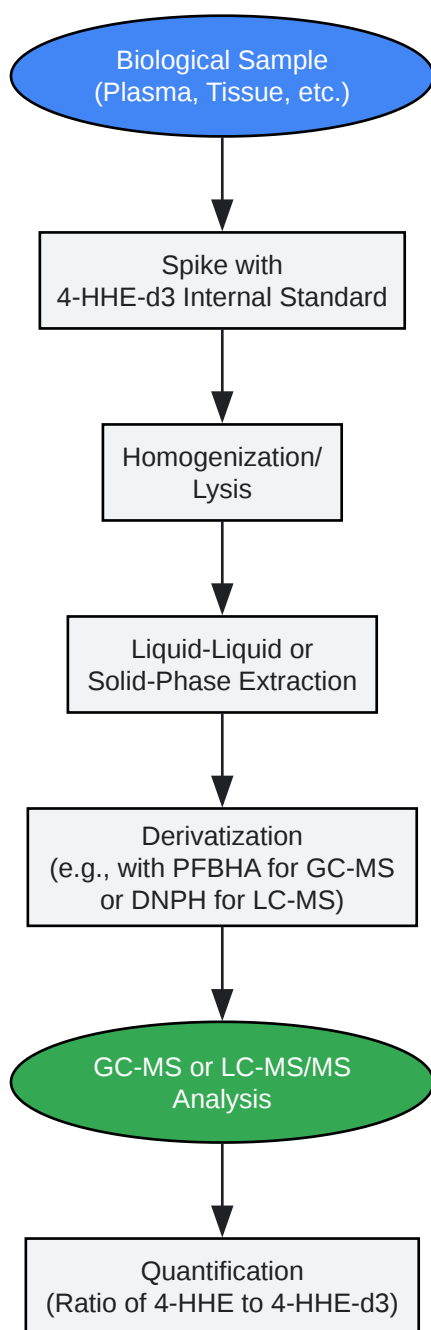 Biological Sample
(Plasma, Tissue, etc.)
Spike with
4-HHE-d3 Internal Standard
Homogenization/
Lysis
Liquid-Liquid or
Solid-Phase Extraction
Derivatization
(e.g., with PFBHA for GC-MS
or DNPH for LC-MS)
GC-MS or LC-MS/MS
Analysis
Quantification
(Ratio of 4-HHE to 4-HHE-d3)